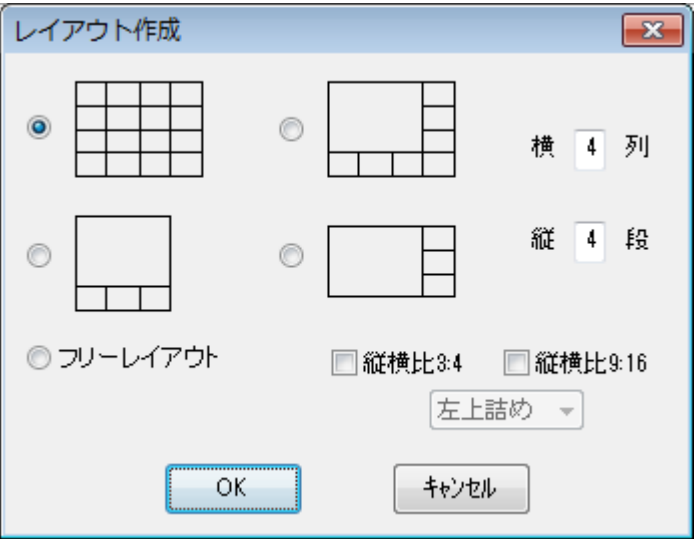 レイアウト作成
横 4 列
縦 4 段
フリーレイアウト
縦横比3:4 縦横比9:16
左上詰め
OK キャンセル